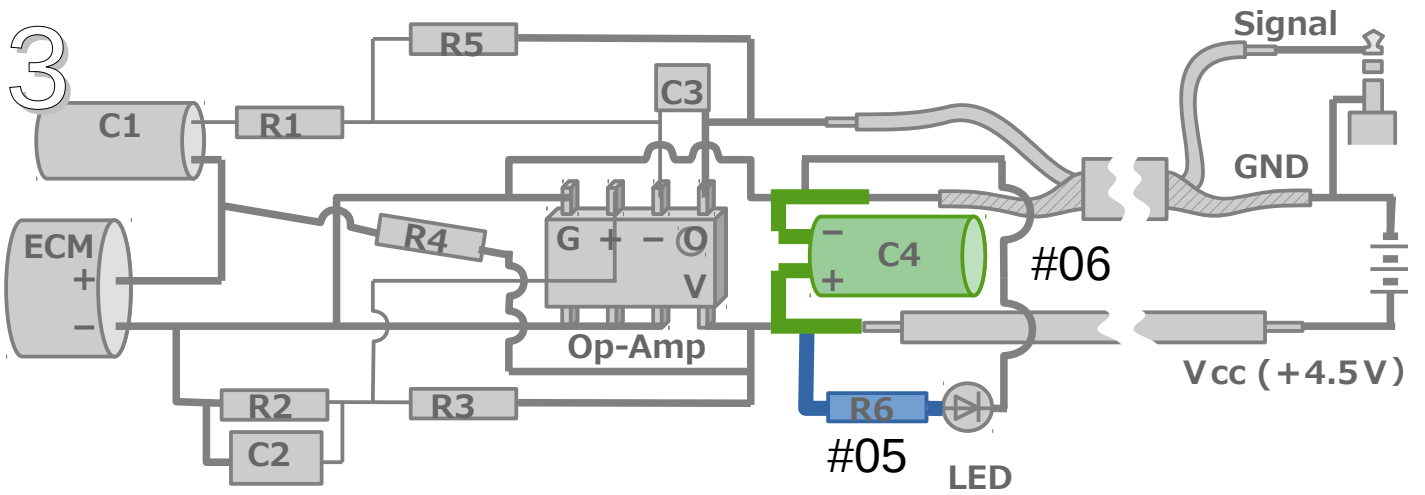 3
Signal
R5
C3
C1
R1
GND
R4
ECM
+
−
G + − O
V
−
C4
+
#06
Op-Amp
Vcc (+4.5V)
R2
R3
R6
C2
#05
LED